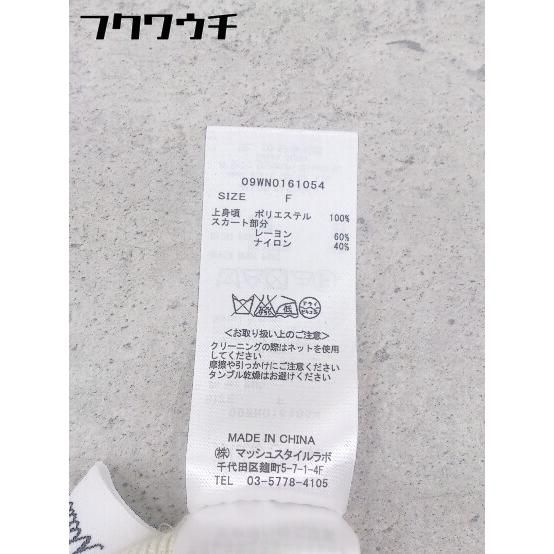 フクワウチ
09WN0161054
SIZE F
上身頃 ポリエステル 100%
スカート部分
レーヨン 60%
ナイロン 40%
低
ドライ
<お取り扱い上のご注意>
クリーニングの際はネットを使用
してください
摩擦や引っかけにご注意ください
タンブル乾燥はお避けください
MADE IN CHINA
(株) マッシュスタイルラボ
千代田区麹町5-7-1-4F
TEL 03-5778-4105